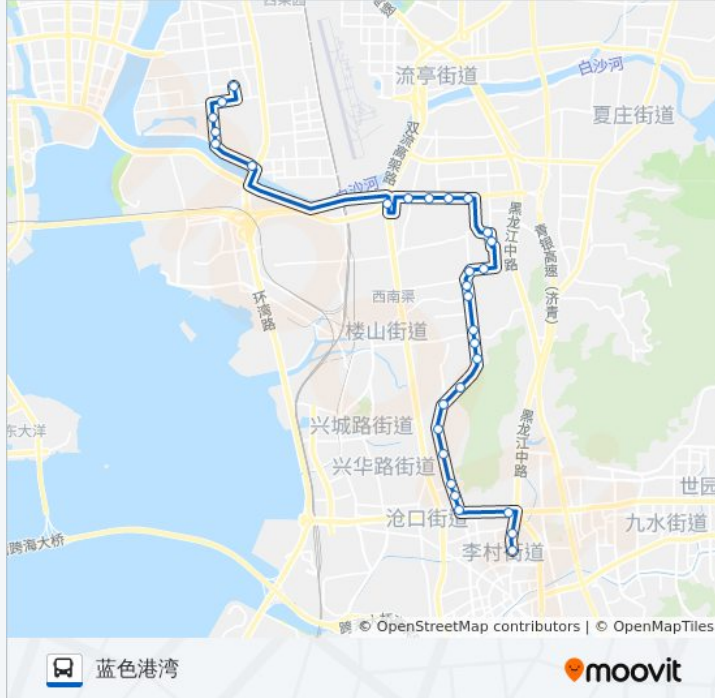 流亭街道
白沙河
夏庄街道
双流高架路
白沙河
黑龙江中路
青银高速（济青）
西南渠
环湾路
楼山街道
兴城路街道
东大洋
黑龙江中路
兴华路街道
世园
沧口街道
九水街道
跨海大桥
李村街道
跨
© OpenStreetMap contributors | © OpenMapTiles
蓝色港湾
moovit